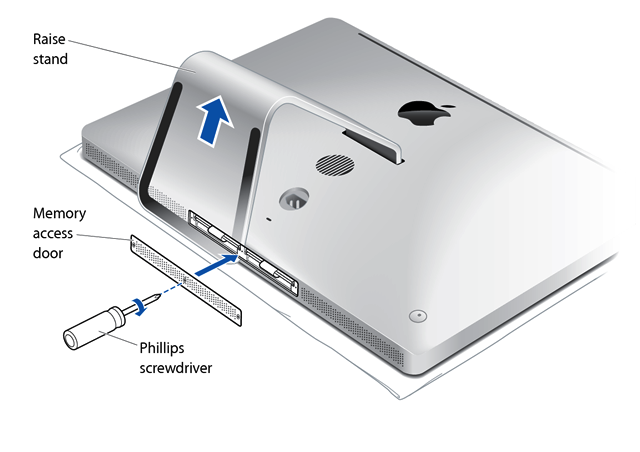 Raise
stand
Memory
access
door
Phillips
screwdriver